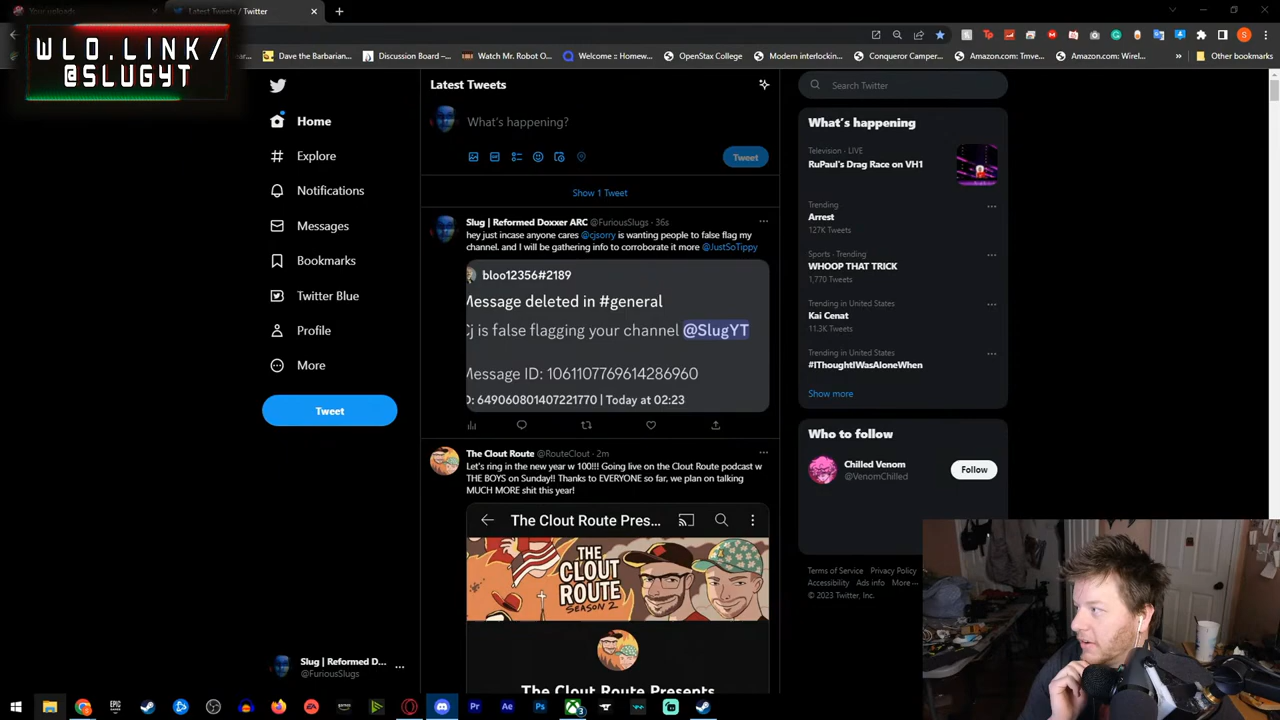 Your uploads
Latest Tweets / Twitter
WLO.LINK/
@SLUGYT
Dave the Barbarian...
Discussion Board –...
Watch Mr. Robot O...
Welcome :: Homew...
OpenStax College
Modern interlockin...
Conqueror Camper...
Amazon.com: Tmve...
Amazon.com: Wirel...
Other bookmarks
Home
Explore
Notifications
Messages
Bookmarks
Twitter Blue
Profile
More
Tweet
Slug | Reformed D...
@FuriousSlugs
Latest Tweets
What's happening?
Tweet
Show 1 Tweet
Slug | Reformed Doxxer ARC @FuriousSlugs · 36s
hey just incase anyone cares @cjsorry is wanting people to false flag my
channel. and I will be gathering info to corroborate it more @JustSoTippy
bloo12356#2189
Message deleted in #general
Cj is false flagging your channel @SlugYT
Message ID: 1061107769614286960
D: 649060801407221770 | Today at 02:23
The Clout Route @RouteClout · 2m
Let's ring in the new year w 100!!! Going live on the Clout Route podcast w
THE BOYS on Sunday!! Thanks to EVERYONE so far, we plan on talking
MUCH MORE shit this year!
The Clout Route Pres...
THE
CLOUT
ROUTE
SEASON 2
The Clout Route Presents
Search Twitter
What's happening
Television · LIVE
RuPaul's Drag Race on VH1
Trending
Arrest
127K Tweets
Sports · Trending
WHOOP THAT TRICK
1,770 Tweets
Trending in United States
Kai Cenat
11.3K Tweets
Trending in United States
#IThoughtIWasAloneWhen
Show more
Who to follow
Chilled Venom
@VenomChilled
Follow
Terms of Service Privacy Policy
Accessibility Ads info More ···
© 2023 Twitter, Inc.